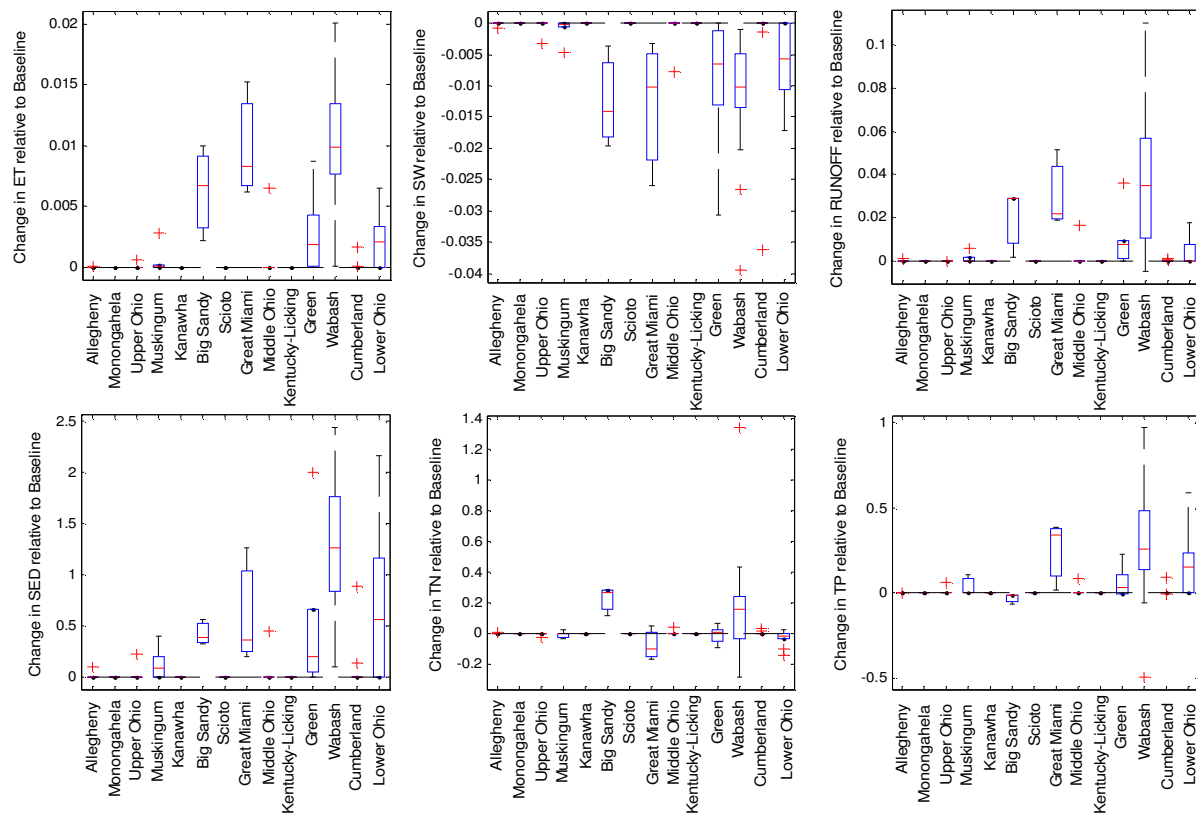 Change in ET relative to Baseline
0.02
0.015
0.01
0.005
0
Allegheny
Monongahela
Upper Ohio
Muskingum
Kanawha
Big Sandy
Scioto
Great Miami
Middle Ohio
Kentucky-Licking
Green
Wabash
Cumberland
Lower Ohio
Change in SW relative to Baseline
0
-0.005
-0.01
-0.015
-0.02
-0.025
-0.03
-0.035
-0.04
Allegheny
Monongahela
Upper Ohio
Muskingum
Kanawha
Big Sandy
Scioto
Great Miami
Middle Ohio
Kentucky-Licking
Green
Wabash
Cumberland
Lower Ohio
Change in RUNOFF relative to Baseline
0.1
0.08
0.06
0.04
0.02
0
Allegheny
Monongahela
Upper Ohio
Muskingum
Kanawha
Big Sandy
Scioto
Great Miami
Middle Ohio
Kentucky-Licking
Green
Wabash
Cumberland
Lower Ohio
Change in SED relative to Baseline
2.5
2
1.5
1
0.5
0
Allegheny
Monongahela
Upper Ohio
Muskingum
Kanawha
Big Sandy
Scioto
Great Miami
Middle Ohio
Kentucky-Licking
Green
Wabash
Cumberland
Lower Ohio
Change in TN relative to Baseline
1.4
1.2
1
0.8
0.6
0.4
0.2
0
-0.2
Allegheny
Monongahela
Upper Ohio
Muskingum
Kanawha
Big Sandy
Scioto
Great Miami
Middle Ohio
Kentucky-Licking
Green
Wabash
Cumberland
Lower Ohio
Change in TP relative to Baseline
1
0.5
0
-0.5
Allegheny
Monongahela
Upper Ohio
Muskingum
Kanawha
Big Sandy
Scioto
Great Miami
Middle Ohio
Kentucky-Licking
Green
Wabash
Cumberland
Lower Ohio